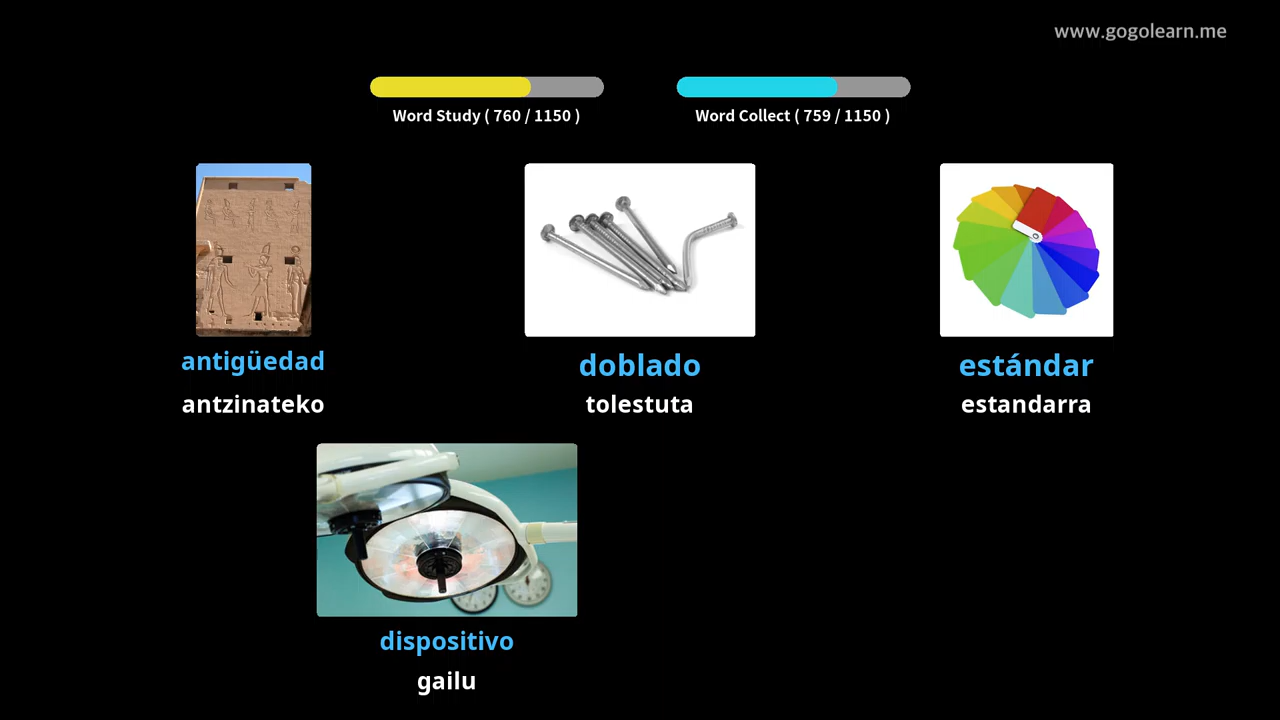 www.gogolearn.me
Word Study ( 760 / 1150 )
Word Collect ( 759 / 1150 )
antigüedad
doblado
estándar
antzinateko
tolestuta
estandarra
dispositivo
gailu